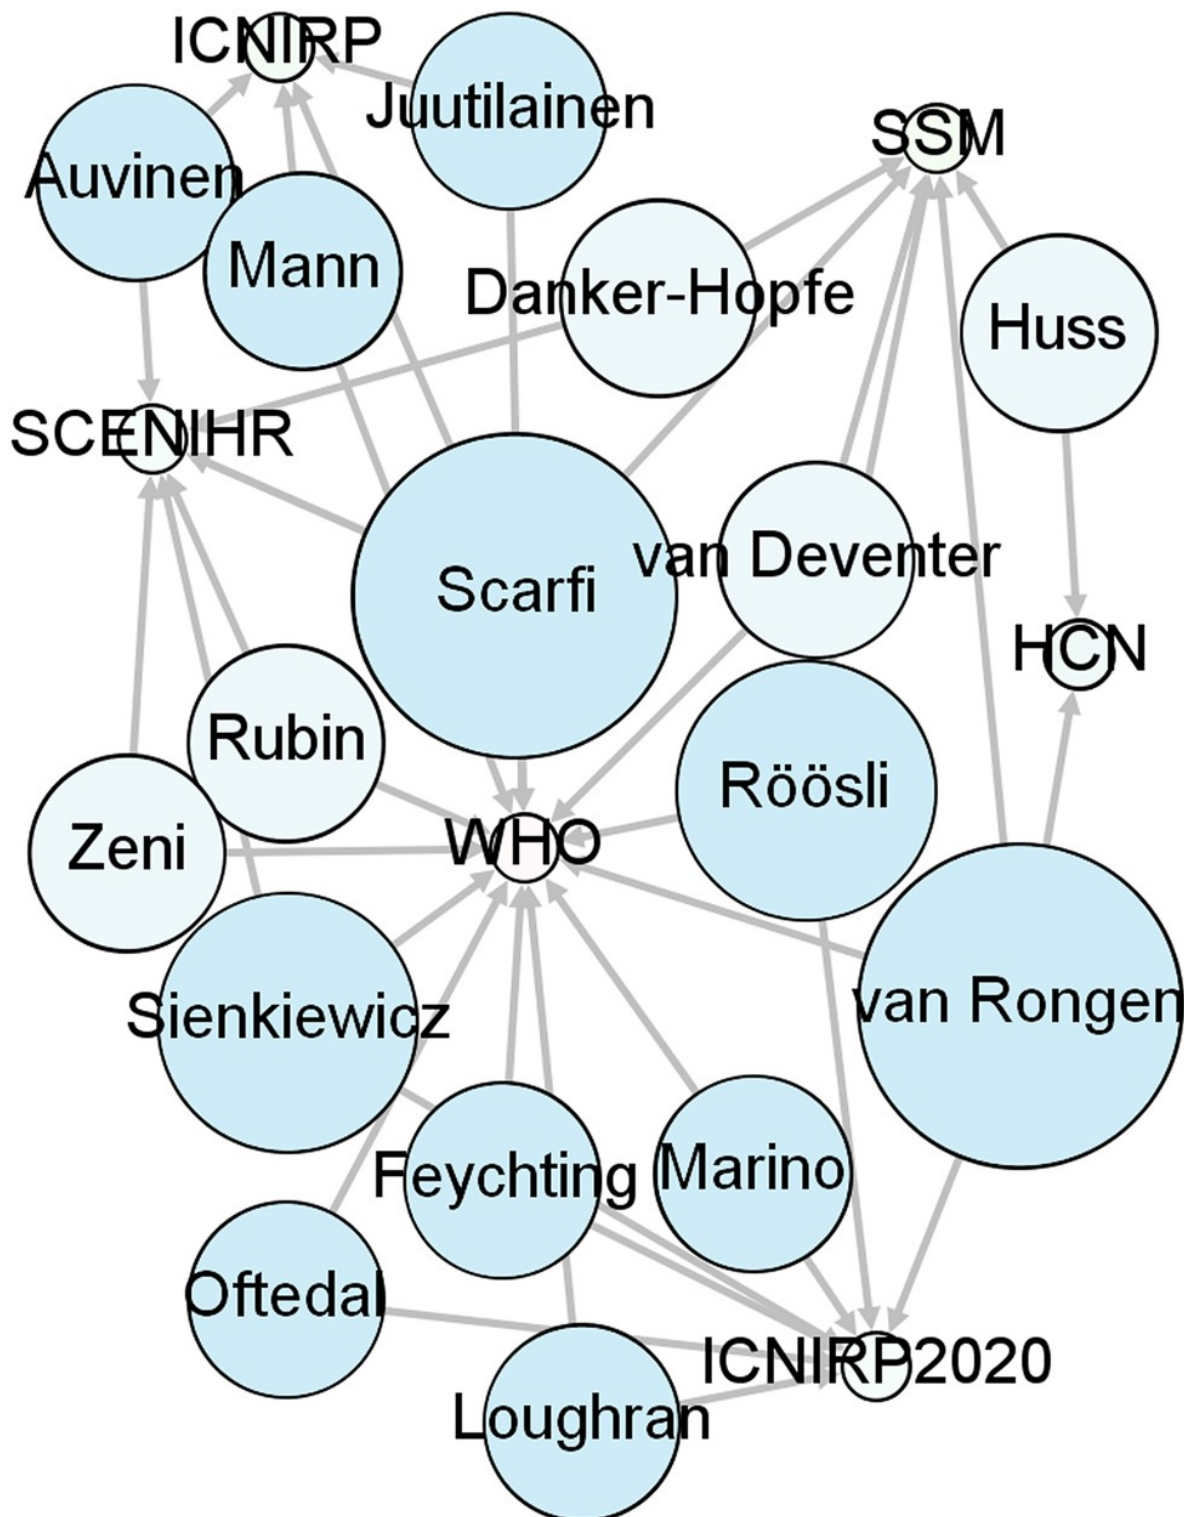 ICNIRP
Juutilainen
SSM
Auvinen
Mann
Danker-Hopfe
Huss
SCENIHR
Scarfi
van Deventer
HCN
Rubin
Röösli
Zeni
WHO
Sienkiewicz
van Rongen
Feychting
Marino
Oftedal
ICNIRP2020
Loughran